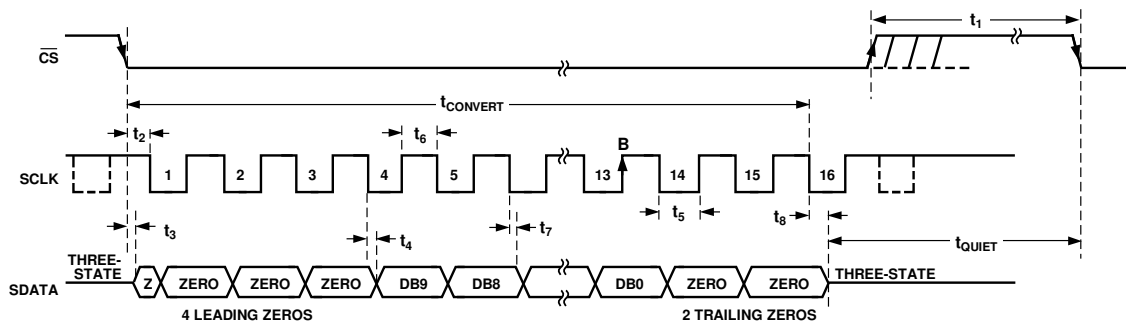 t1
CS
tCONVERT
t2
t6
B
SCLK
1 2 3 4 5 13 14 15 16
t3
t4
t7
t5
t8
tQUIET
THREE-STATE
SDATA
Z ZERO ZERO ZERO DB9 DB8 DB0 ZERO ZERO
THREE-STATE
4 LEADING ZEROS
2 TRAILING ZEROS